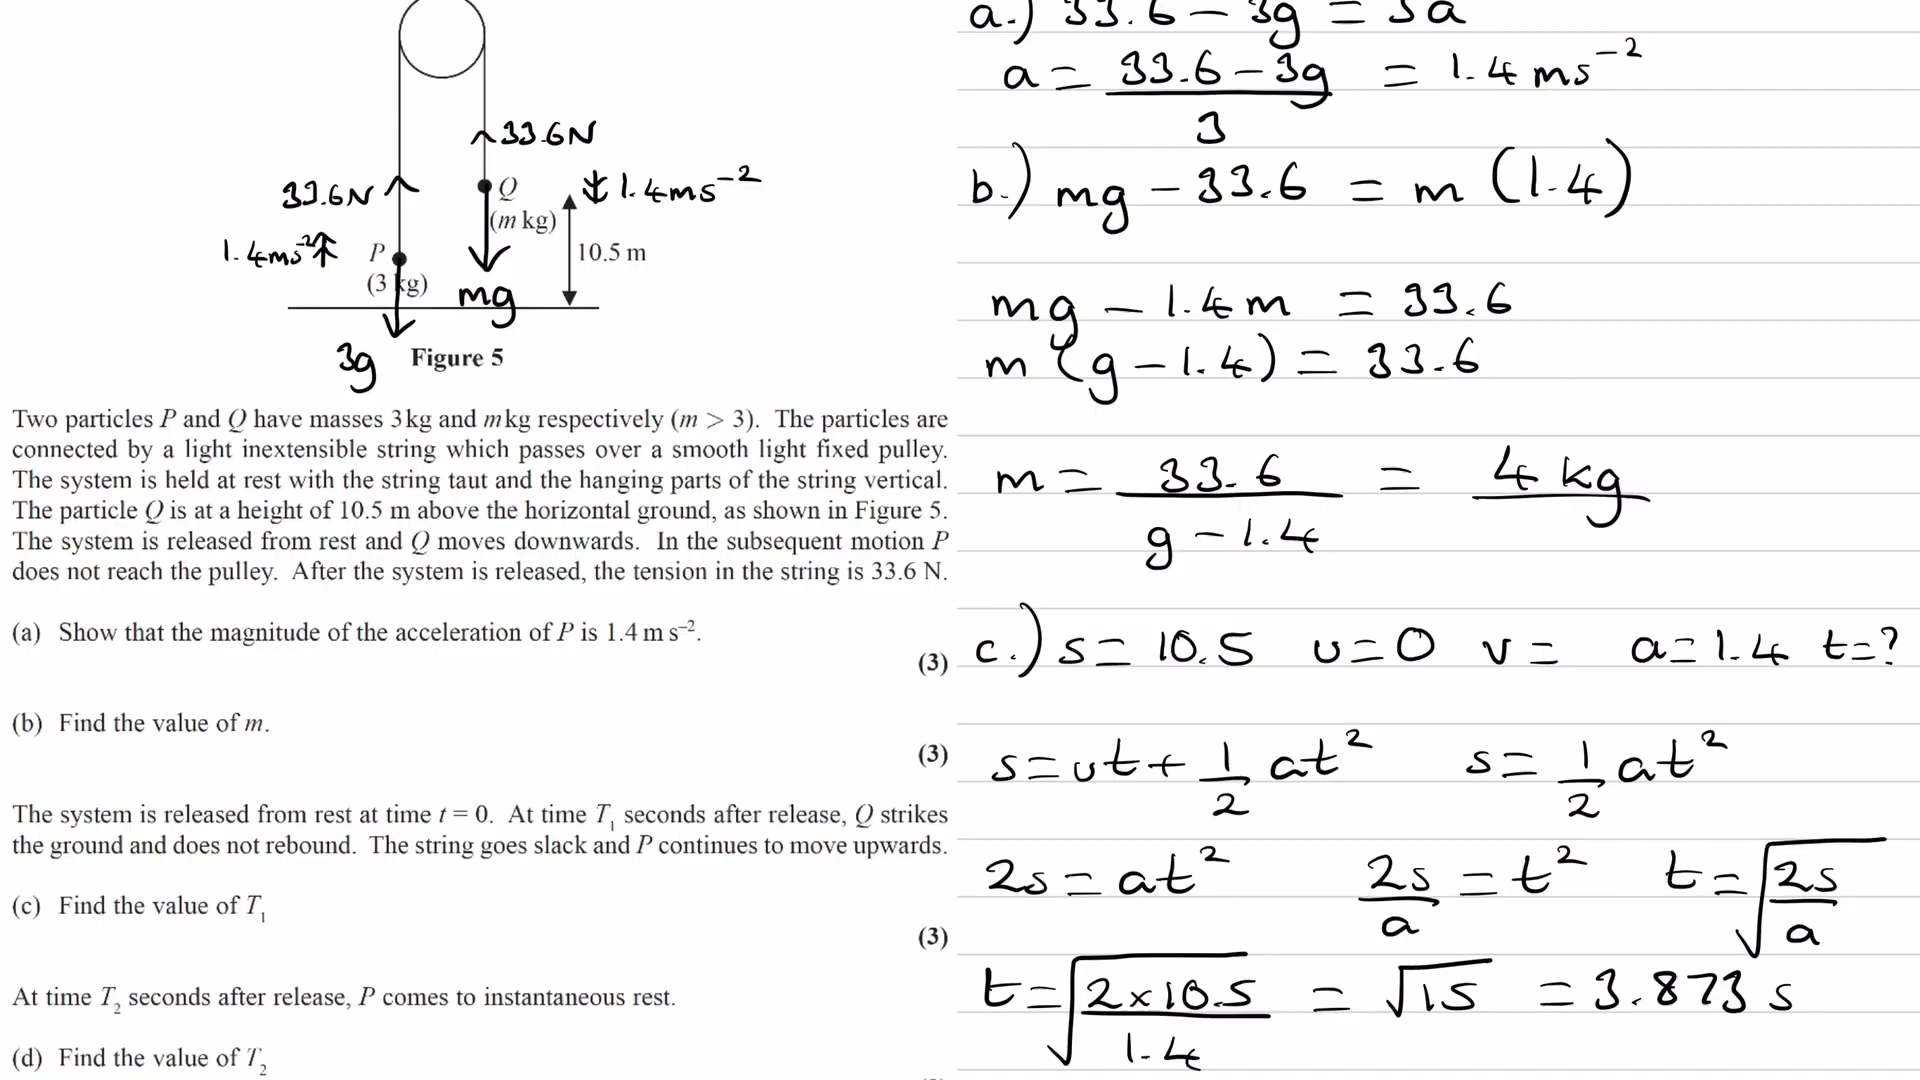 33.6N
33.6N
Q
1.4ms⁻²
(m kg)
10.5 m
1.4ms⁻²
P
(3 kg)
mg
3g
Figure 5
Two particles P and Q have masses 3 kg and m kg respectively (m > 3). The particles are
connected by a light inextensible string which passes over a smooth light fixed pulley.
The system is held at rest with the string taut and the hanging parts of the string vertical.
The particle Q is at a height of 10.5 m above the horizontal ground, as shown in Figure 5.
The system is released from rest and Q moves downwards. In the subsequent motion P
does not reach the pulley. After the system is released, the tension in the string is 33.6 N.
(a) Show that the magnitude of the acceleration of P is 1.4 m s⁻².
(3)
(b) Find the value of m.
(3)
The system is released from rest at time t = 0. At time T₁ seconds after release, Q strikes
the ground and does not rebound. The string goes slack and P continues to move upwards.
(c) Find the value of T₁
(3)
At time T₂ seconds after release, P comes to instantaneous rest.
(d) Find the value of T₂
a.) 33.6 − 3g = 3a
a = (33.6 − 3g)/3 = 1.4 ms⁻²
b.) mg − 33.6 = m (1.4)
mg − 1.4m = 33.6
m (g − 1.4) = 33.6
m = 33.6/(g − 1.4) = 4 kg
c.) s = 10.5 u = 0 v = a = 1.4 t = ?
s = ut + 1/2 at² s = 1/2 at²
2s = at² 2s/a = t² t = √(2s/a)
t = √(2×10.5/1.4) = √15 = 3.873 s